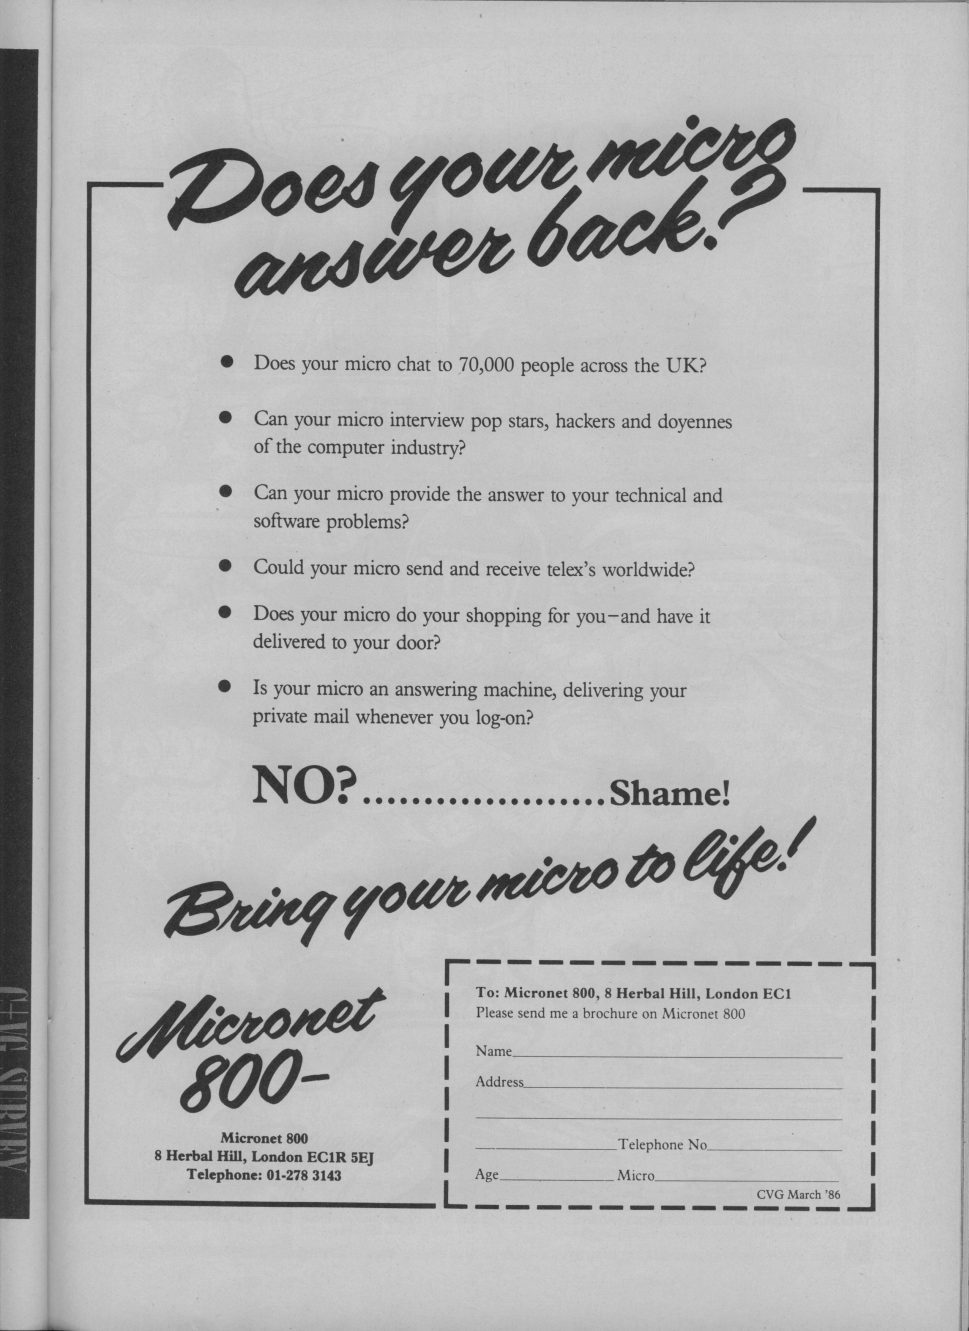 Does your micro
answer back?
● Does your micro chat to 70,000 people across the UK?
● Can your micro interview pop stars, hackers and doyennes
of the computer industry?
● Can your micro provide the answer to your technical and
software problems?
● Could your micro send and receive telex's worldwide?
● Does your micro do your shopping for you–and have it
delivered to your door?
● Is your micro an answering machine, delivering your
private mail whenever you log-on?
NO?....................Shame!
Bring your micro to life!
Micronet
800-
Micronet 800
8 Herbal Hill, London EC1R 5EJ
Telephone: 01-278 3143
To: Micronet 800, 8 Herbal Hill, London EC1
Please send me a brochure on Micronet 800
Name
Address
Telephone No
Age Micro
CVG March '86
C+VG SURVEY